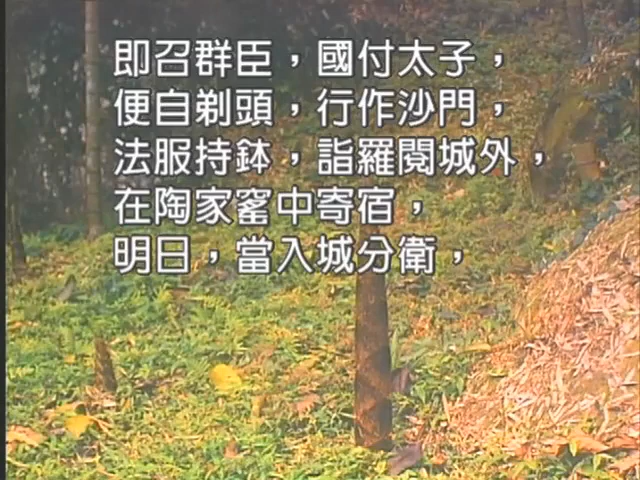 即召群臣，國付太子，
便自剃頭，行作沙門，
法服持鉢，詣羅閱城外，
在陶家窰中寄宿，
明日，當入城分衛，